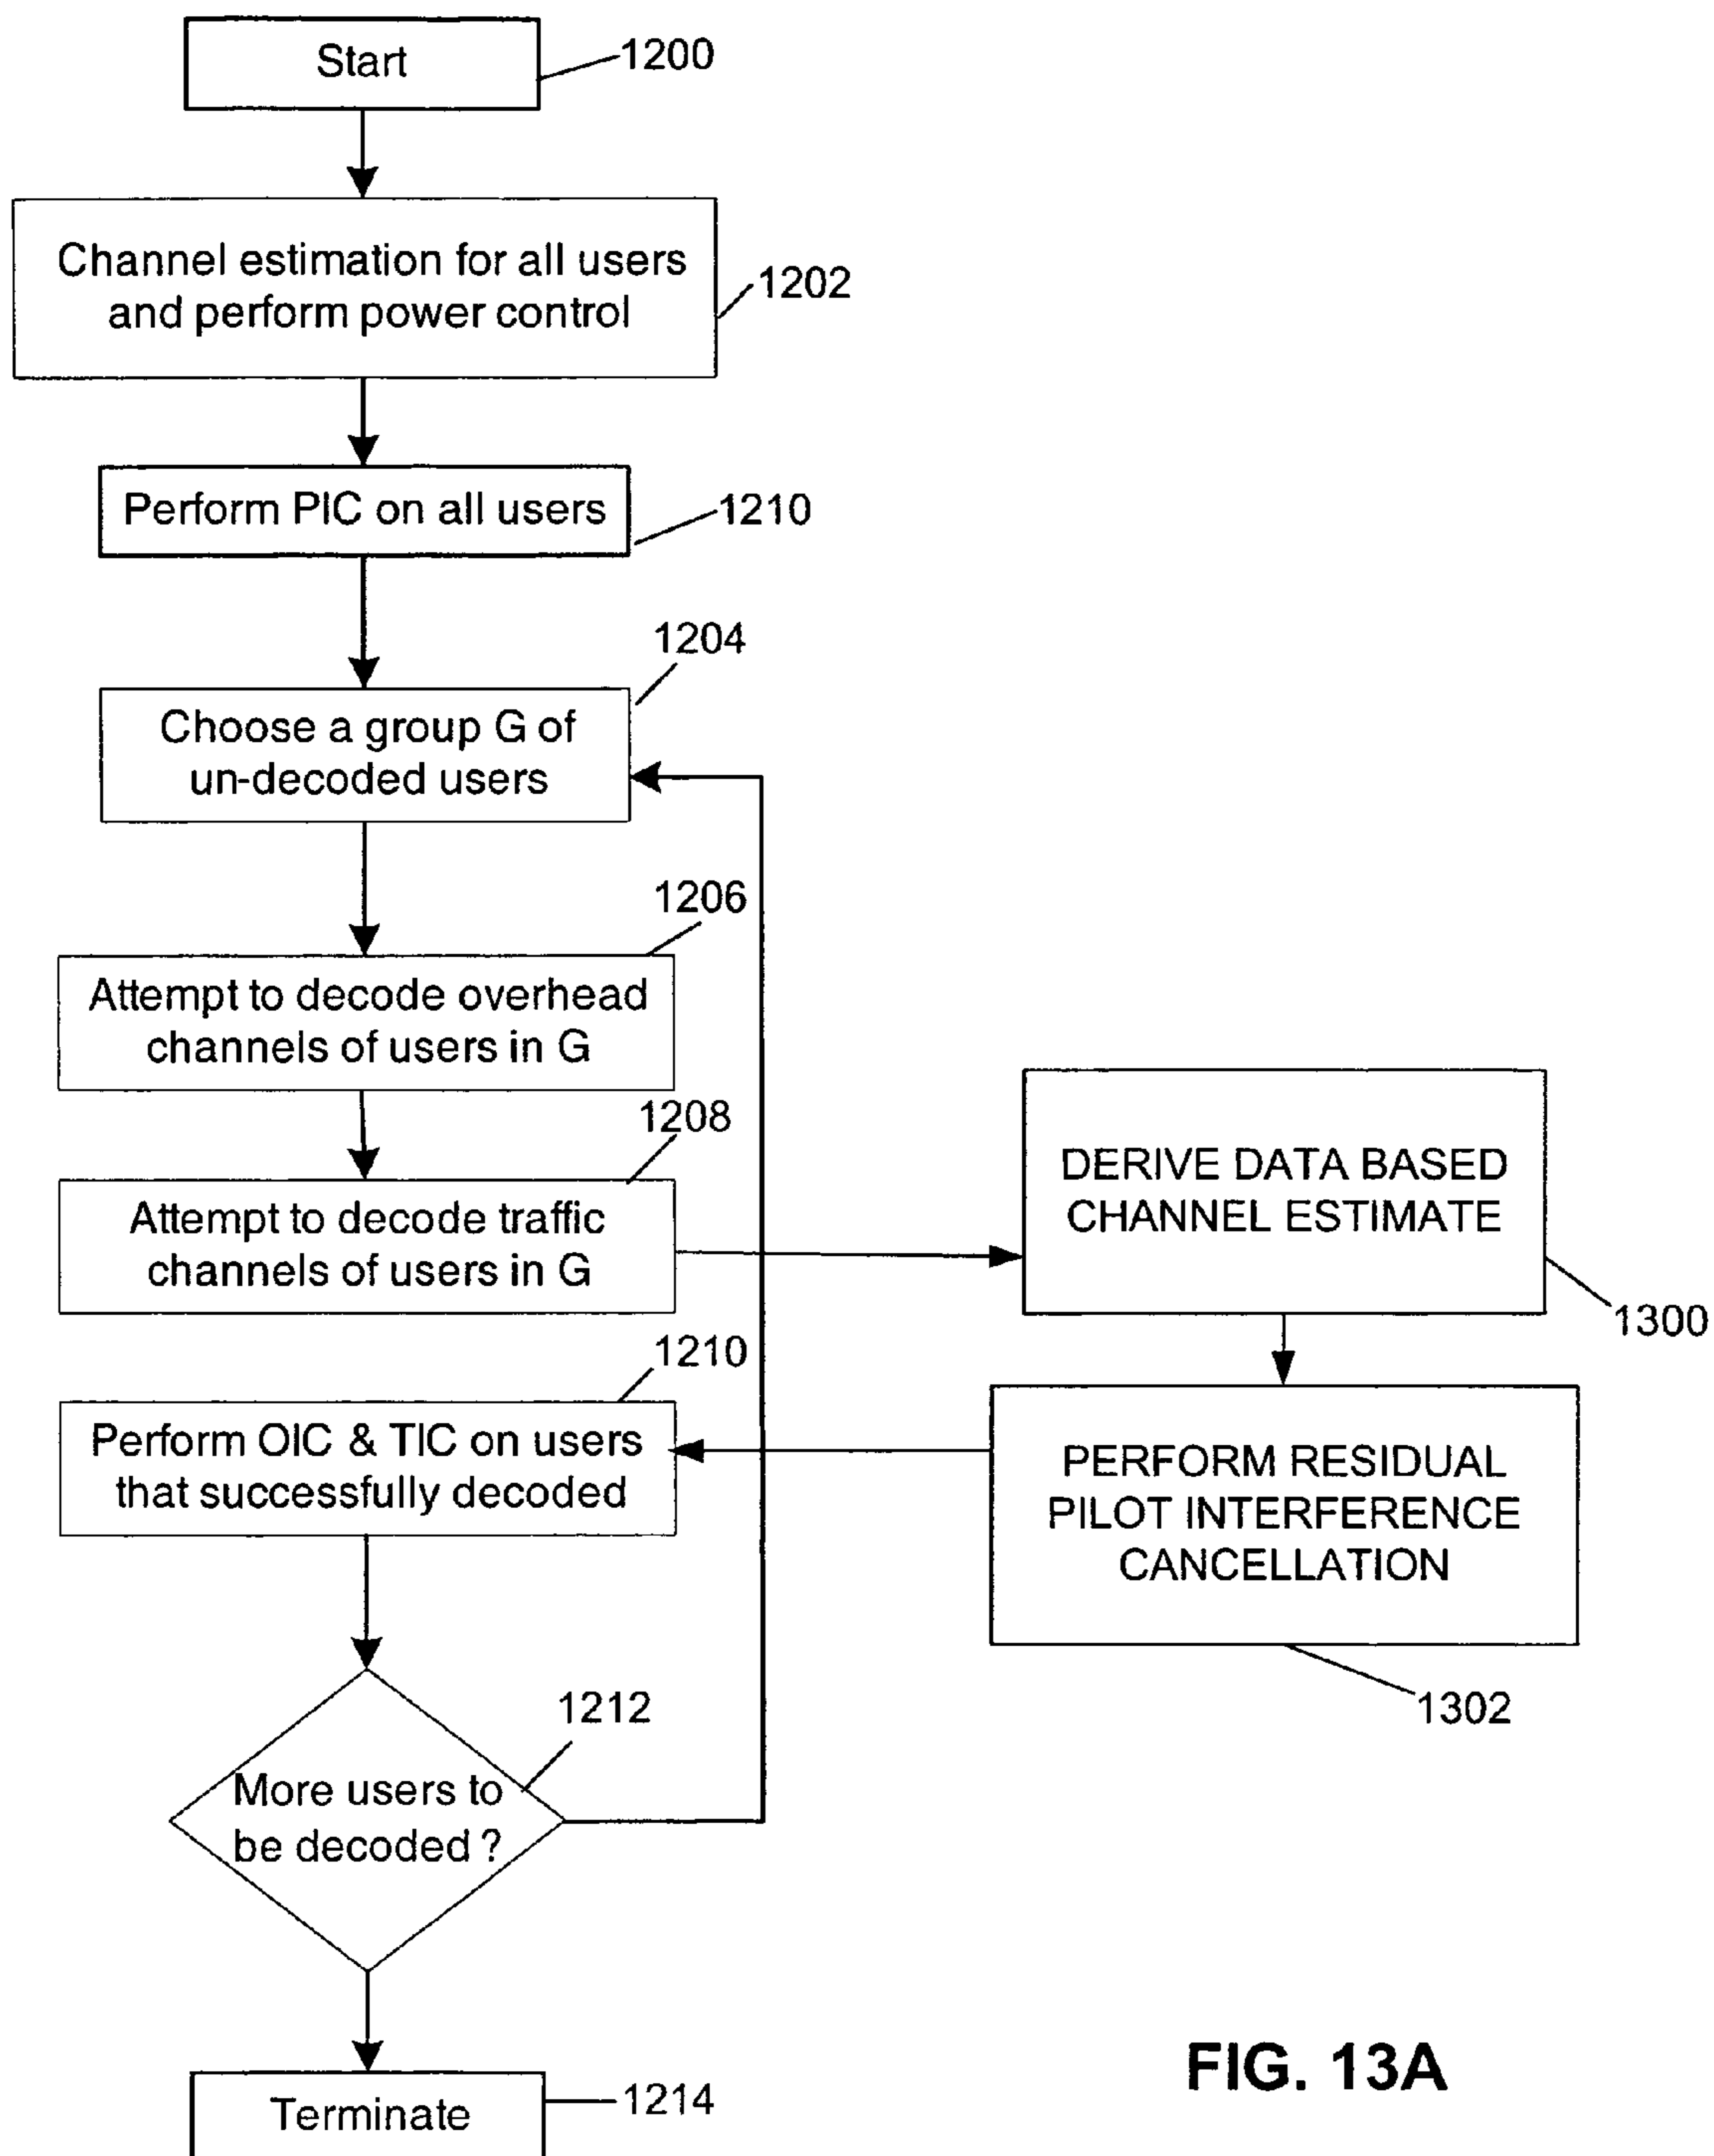 Start
1200
Channel estimation for all users
and perform power control
1202
Perform PIC on all users
1210
1204
Choose a group G of
un-decoded users
1206
Attempt to decode overhead
channels of users in G
1208
Attempt to decode traffic
channels of users in G
DERIVE DATA BASED
CHANNEL ESTIMATE
1300
1210
Perform OIC & TIC on users
that successfully decoded
PERFORM RESIDUAL
PILOT INTERFERENCE
CANCELLATION
1302
1212
More users to
be decoded ?
Terminate
1214
FIG. 13A